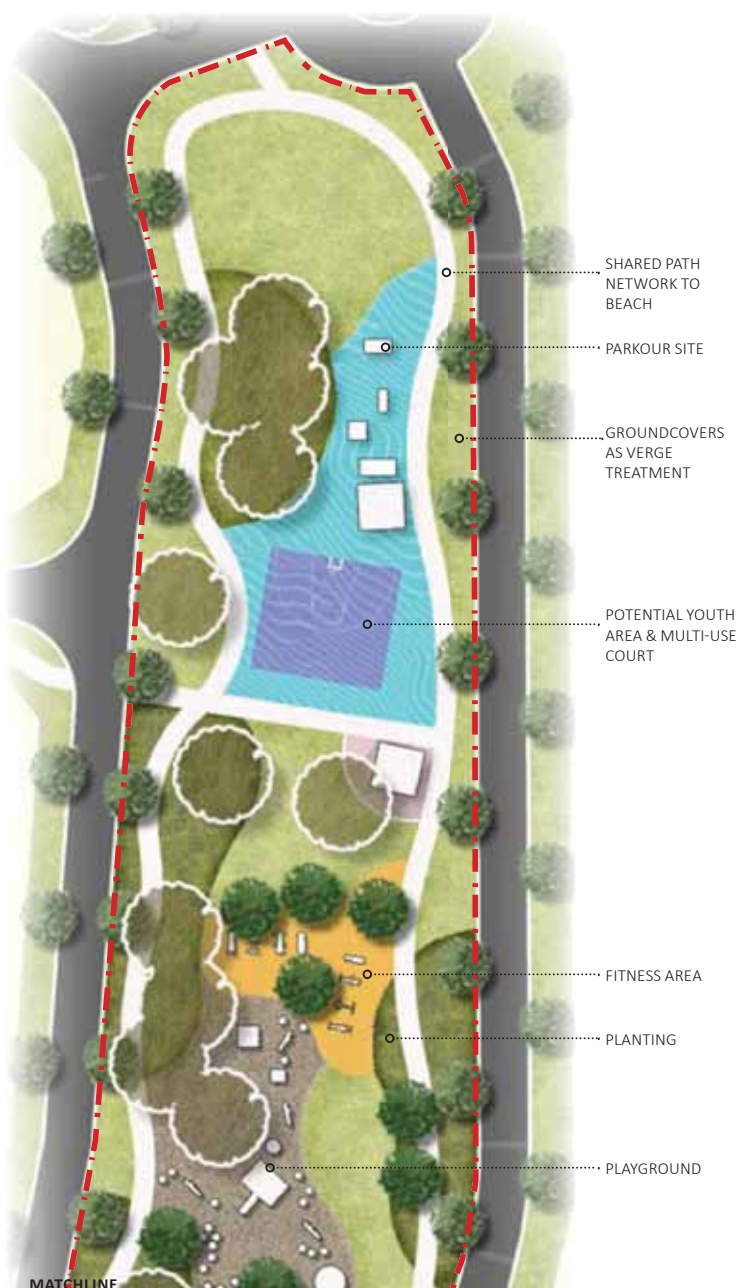 SHARED PATH
NETWORK TO
BEACH
PARKOUR SITE
GROUNDCOVERS
AS VERGE
TREATMENT
POTENTIAL YOUTH
AREA & MULTI-USE
COURT
FITNESS AREA
PLANTING
PLAYGROUND
MATCHLINE